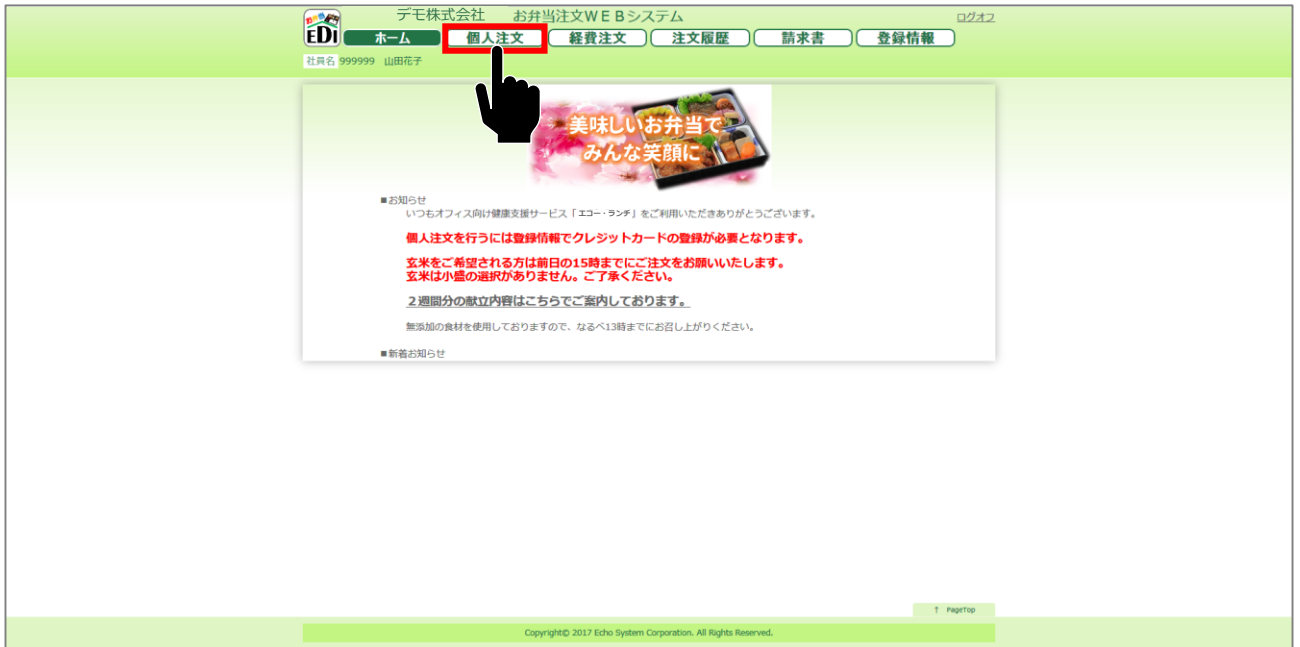 デモ株式会社 お弁当注文WEBシステム ログオフ
EDi ホーム 個人注文 経費注文 注文履歴 請求書 登録情報
社員名 999999 山田花子
美味しいお弁当で
みんな笑顔に
■お知らせ
いつもオフィス向け健康支援サービス「エコー・ランチ」をご利用いただきありがとうございます。
個人注文を行うには登録情報でクレジットカードの登録が必要となります。
玄米をご希望される方は前日の15時までにご注文をお願いいたします。
玄米は小盛の選択がありません。ご了承ください。
２週間分の献立内容はこちらでご案内しております。
無添加の食材を使用しておりますので、なるべ13時までにお召し上がりください。
■新着お知らせ
↑ PageTop
Copyright© 2017 Echo System Corporation. All Rights Reserved.